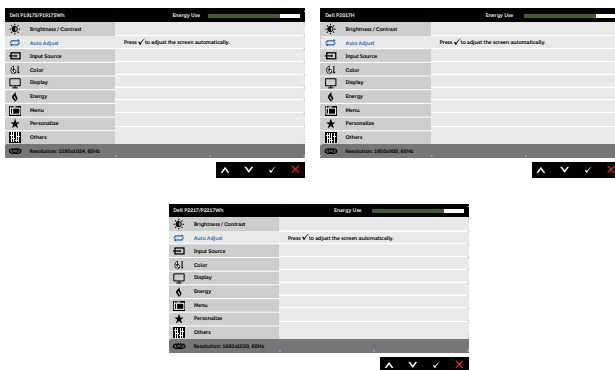 Dell P1917S/P1917SWh Energy Use
Brightness / Contrast
Auto Adjust Press ✓ to adjust the screen automatically.
Input Source
Color
Display
Energy
Menu
Personalize
Others
Resolution: 1280x1024, 60Hz
Dell P2017H Energy Use
Brightness / Contrast
Auto Adjust Press ✓ to adjust the screen automatically.
Input Source
Color
Display
Energy
Menu
Personalize
Others
Resolution: 1600x900, 60Hz
Dell P2217/P2217Wh Energy Use
Brightness / Contrast
Auto Adjust Press ✓ to adjust the screen automatically.
Input Source
Color
Display
Energy
Menu
Personalize
Others
Resolution: 1680x1050, 60Hz